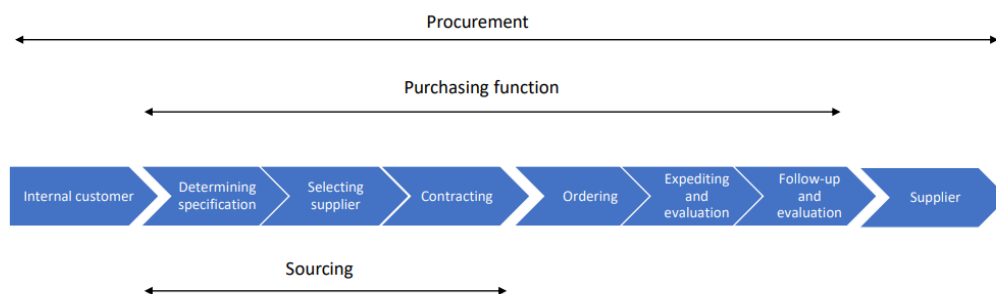 Procurement
Purchasing function
Internal customer
Determining
specification
Selecting
supplier
Contracting
Ordering
Expediting
and
evaluation
Follow-up
and
evaluation
Supplier
Sourcing